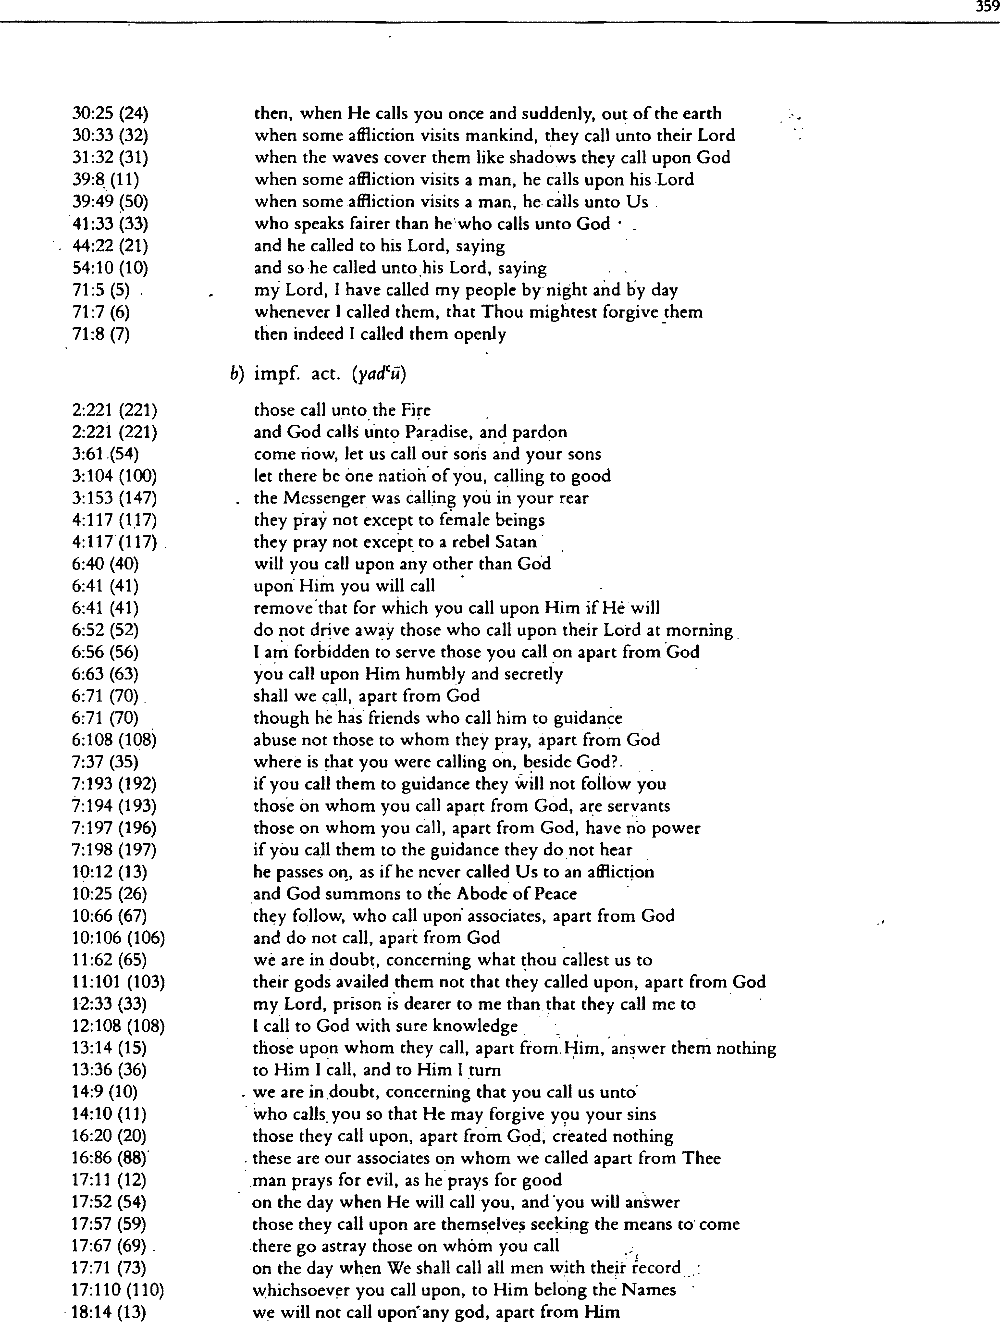 359
30:25 (24) then, when He calls you once and suddenly, out of the earth
30:33 (32) when some affliction visits mankind, they call unto their Lord
31:32 (31) when the waves cover them like shadows they call upon God
39:8 (11) when some affliction visits a man, he calls upon his Lord
39:49 (50) when some affliction visits a man, he calls unto Us
41:33 (33) who speaks fairer than he who calls unto God
44:22 (21) and he called to his Lord, saying
54:10 (10) and so he called unto his Lord, saying
71:5 (5) my Lord, I have called my people by night and by day
71:7 (6) whenever I called them, that Thou mightest forgive them
71:8 (7) then indeed I called them openly
b) impf. act. (yadʿū)
2:221 (221) those call unto the Fire
2:221 (221) and God calls unto Paradise, and pardon
3:61 (54) come now, let us call our sons and your sons
3:104 (100) let there be one nation of you, calling to good
3:153 (147) the Messenger was calling you in your rear
4:117 (117) they pray not except to female beings
4:117 (117) they pray not except to a rebel Satan
6:40 (40) will you call upon any other than God
6:41 (41) upon Him you will call
6:41 (41) remove that for which you call upon Him if He will
6:52 (52) do not drive away those who call upon their Lord at morning
6:56 (56) I am forbidden to serve those you call on apart from God
6:63 (63) you call upon Him humbly and secretly
6:71 (70) shall we call, apart from God
6:71 (70) though he has friends who call him to guidance
6:108 (108) abuse not those to whom they pray, apart from God
7:37 (35) where is that you were calling on, beside God?
7:193 (192) if you call them to guidance they will not follow you
7:194 (193) those on whom you call apart from God, are servants
7:197 (196) those on whom you call, apart from God, have no power
7:198 (197) if you call them to the guidance they do not hear
10:12 (13) he passes on, as if he never called Us to an affliction
10:25 (26) and God summons to the Abode of Peace
10:66 (67) they follow, who call upon associates, apart from God
10:106 (106) and do not call, apart from God
11:62 (65) we are in doubt, concerning what thou callest us to
11:101 (103) their gods availed them not that they called upon, apart from God
12:33 (33) my Lord, prison is dearer to me than that they call me to
12:108 (108) I call to God with sure knowledge
13:14 (15) those upon whom they call, apart from Him, answer them nothing
13:36 (36) to Him I call, and to Him I turn
14:9 (10) we are in doubt, concerning that you call us unto
14:10 (11) who calls you so that He may forgive you your sins
16:20 (20) those they call upon, apart from God, created nothing
16:86 (88) these are our associates on whom we called apart from Thee
17:11 (12) man prays for evil, as he prays for good
17:52 (54) on the day when He will call you, and you will answer
17:57 (59) those they call upon are themselves seeking the means to come
17:67 (69) there go astray those on whom you call
17:71 (73) on the day when We shall call all men with their record
17:110 (110) whichsoever you call upon, to Him belong the Names
18:14 (13) we will not call upon any god, apart from Him